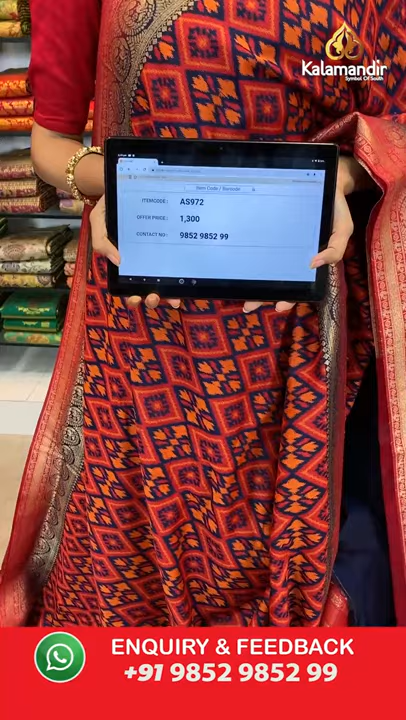 Kalamandir
Symbol Of South
Item Code / Barcode
ITEMCODE : AS972
OFFER PRICE : 1,300
CONTACT NO : 9852 9852 99
ENQUIRY & FEEDBACK
+91 9852 9852 99